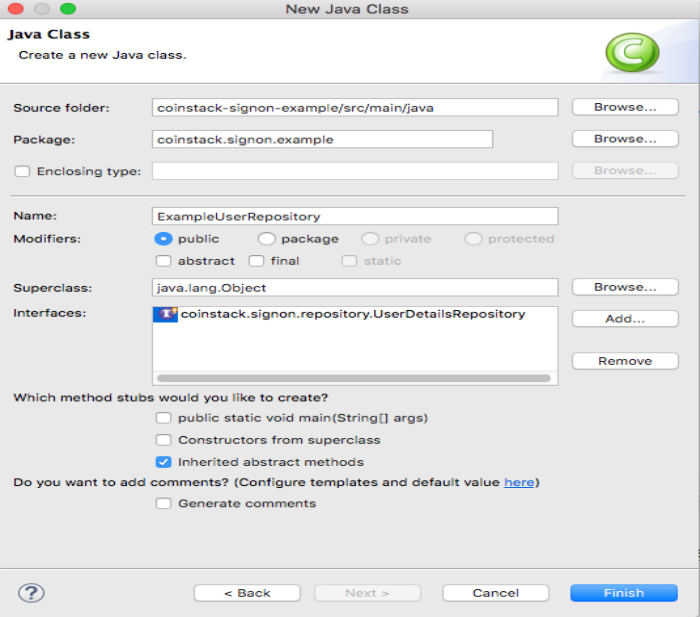 New Java Class
Java Class
Create a new Java class.
Source folder: coinstack-signon-example/src/main/java Browse...
Package: coinstack.signon.example Browse...
Enclosing type: Browse...
Name: ExampleUserRepository
Modifiers: public package private protected
abstract final static
Superclass: java.lang.Object Browse...
Interfaces: coinstack.signon.repository.UserDetailsRepository Add...
Remove
Which method stubs would you like to create?
public static void main(String[] args)
Constructors from superclass
Inherited abstract methods
Do you want to add comments? (Configure templates and default value here)
Generate comments
? < Back Next > Cancel Finish